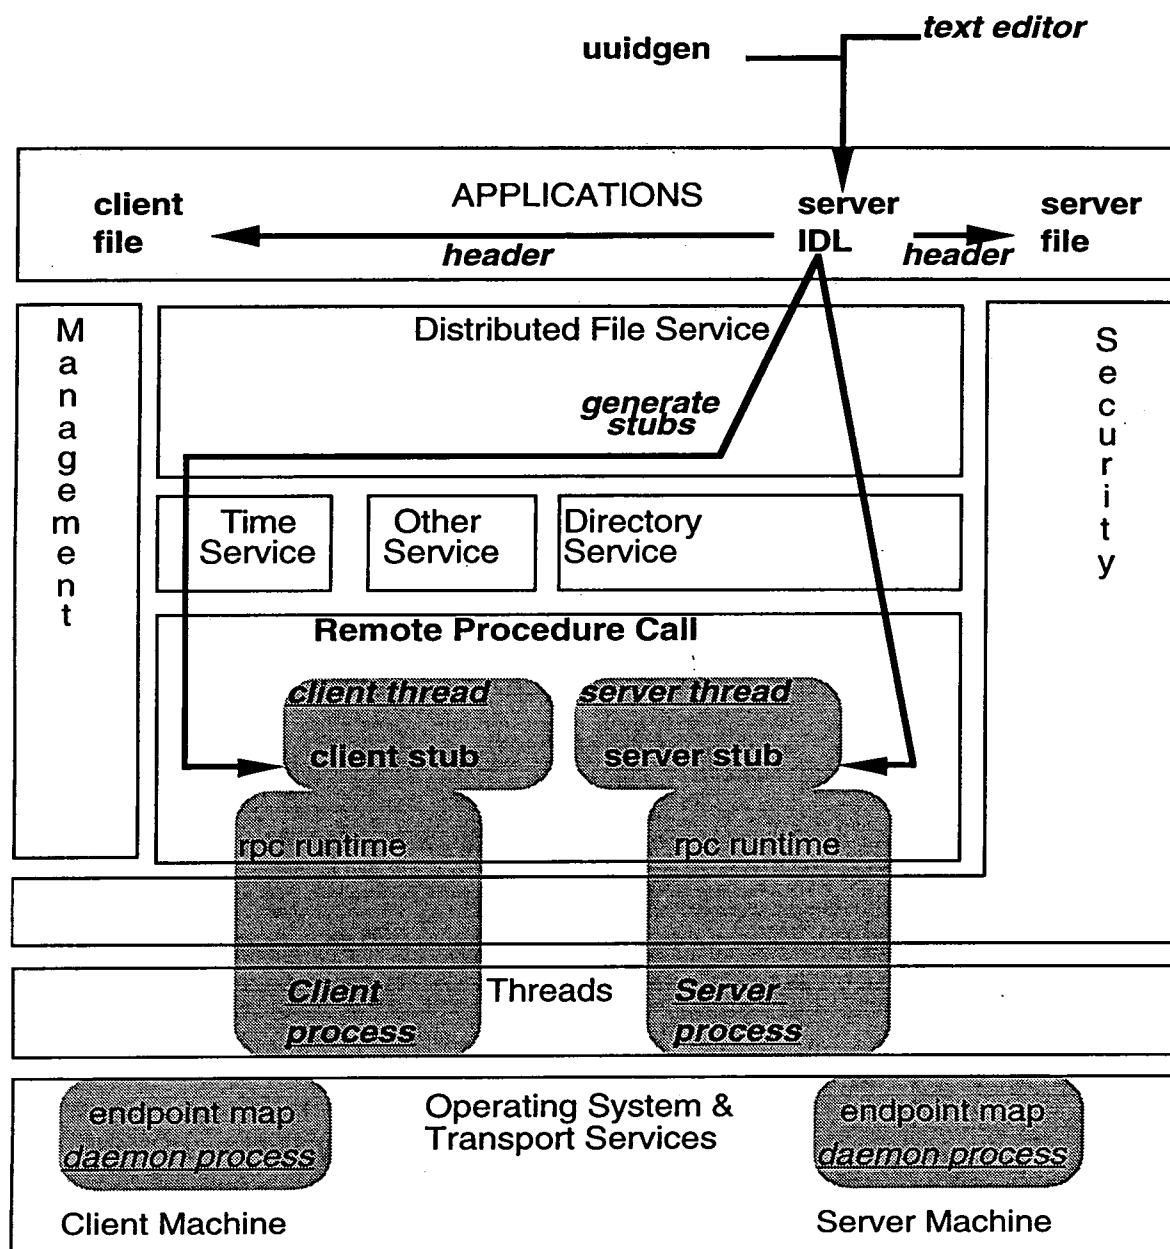 text editor
uuidgen
APPLICATIONS
client
file
header
server
IDL
header
server
file
Management
Distributed File Service
generate
stubs
Security
Time
Service
Other
Service
Directory
Service
Remote Procedure Call
client thread
server thread
client stub
server stub
rpc runtime
rpc runtime
Client
process
Threads
Server
process
endpoint map
daemon process
Operating System &
Transport Services
endpoint map
daemon process
Client Machine
Server Machine